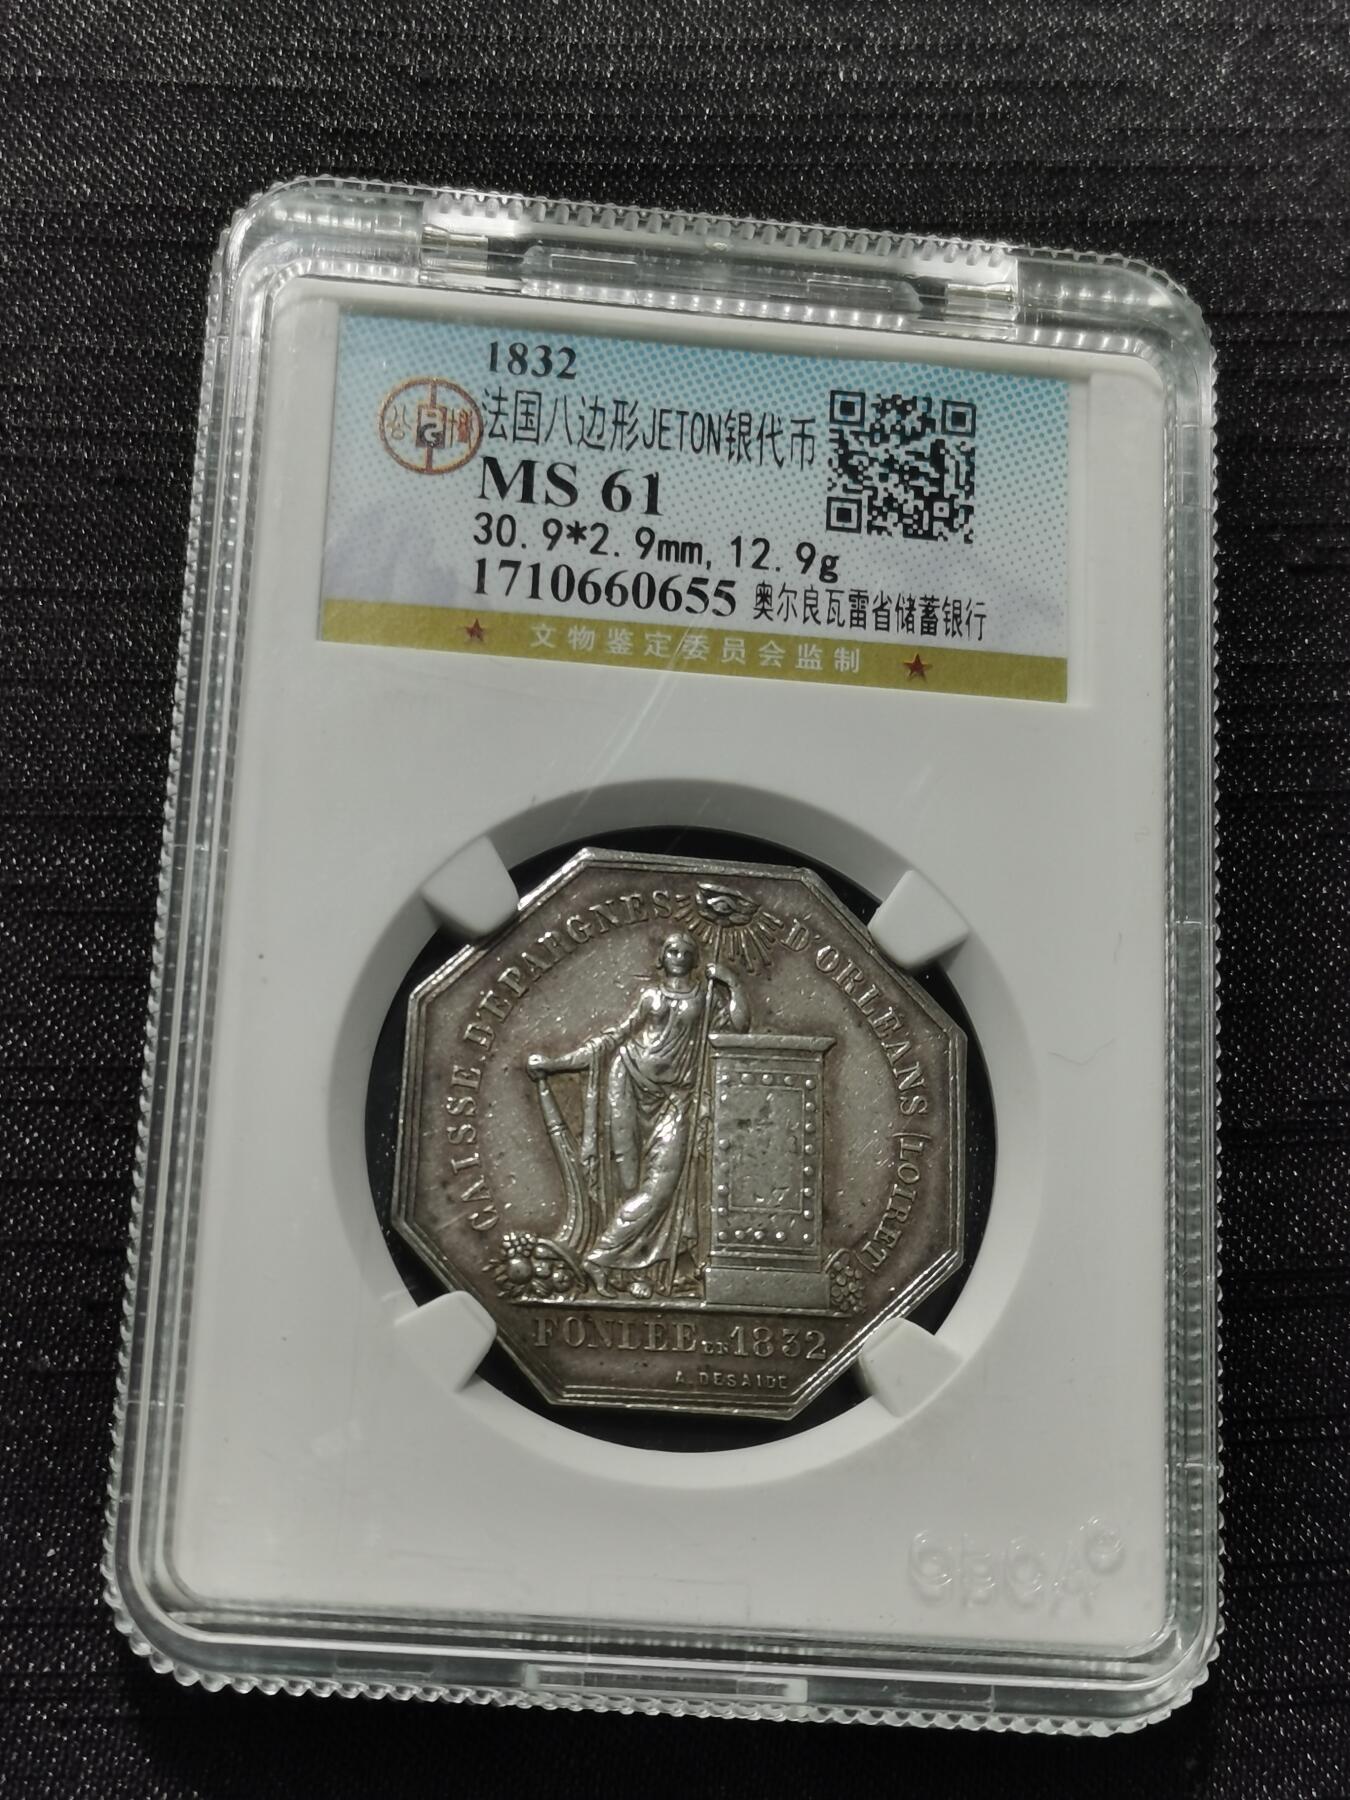 1832
法国八边形JETON银代币
MS 61
30.9*2.9mm,12.9g
1710660655 奥尔良瓦雷省储蓄银行
★ 文物鉴定委员会监制 ★
CAISSE D'EPARGNES D'ORLEANS (LOIRET)
FONDEE EN 1832
A. DESAIDE